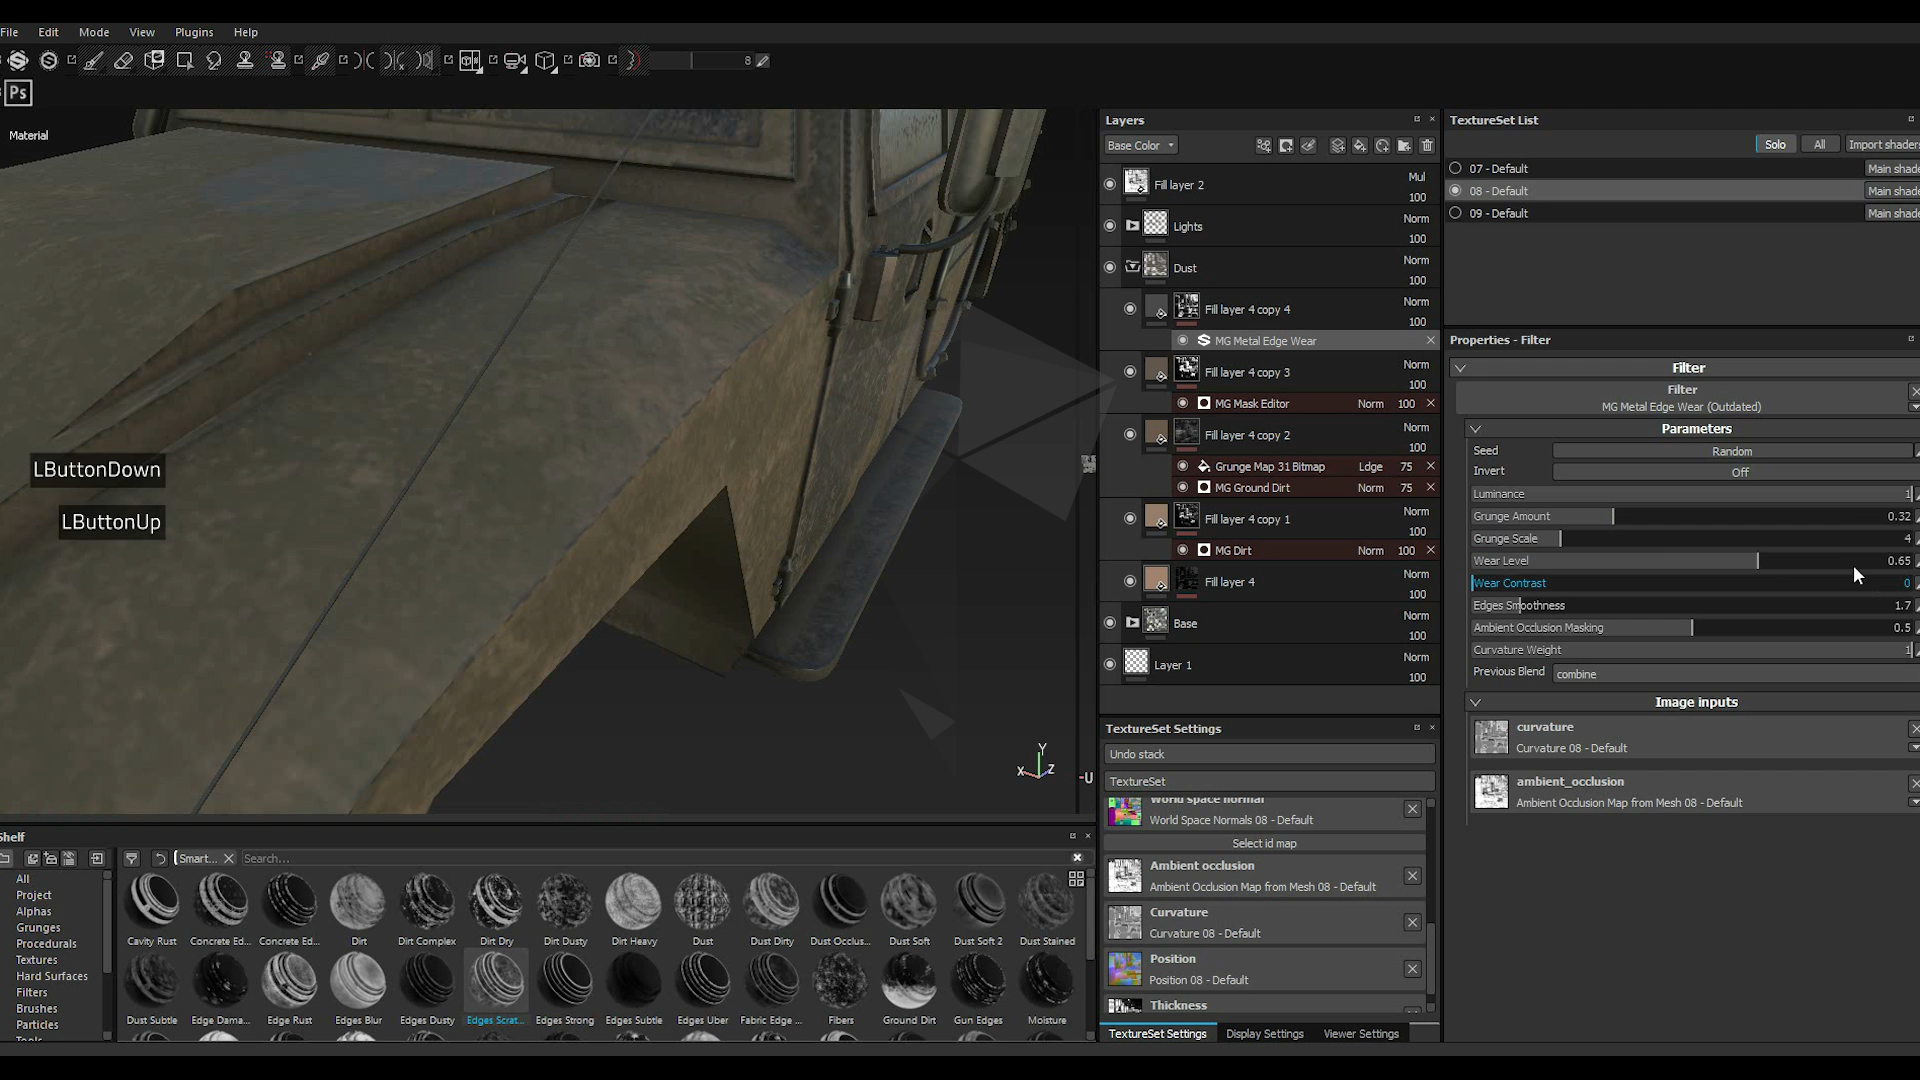 File Edit Mode View Plugins Help
8
Ps
Material
LButtonDown
LButtonUp
Y
X Z
-U
Layers
Base Color
Fill layer 2 Mul 100
Lights Norm 100
Dust Norm 100
Fill layer 4 copy 4 Norm 100
MG Metal Edge Wear
Fill layer 4 copy 3 Norm 100
MG Mask Editor Norm 100
Fill layer 4 copy 2 Norm 100
Grunge Map 31 Bitmap Ldge 75
MG Ground Dirt Norm 75
Fill layer 4 copy 1 Norm 100
MG Dirt Norm 100
Fill layer 4 Norm 100
Base Norm 100
Layer 1 Norm 100
TextureSet Settings
Undo stack
TextureSet
World space normal
World Space Normals 08 - Default
Select id map
Ambient occlusion
Ambient Occlusion Map from Mesh 08 - Default
Curvature
Curvature 08 - Default
Position
Position 08 - Default
Thickness
TextureSet Settings Display Settings Viewer Settings
TextureSet List
Solo All Import shaders
07 - Default Main shade
08 - Default Main shade
09 - Default Main shade
Properties - Filter
Filter
Filter
MG Metal Edge Wear (Outdated)
Parameters
Seed Random
Invert Off
Luminance 1
Grunge Amount 0.32
Grunge Scale 4
Wear Level 0.65
Wear Contrast 0
Edges Smoothness 1.7
Ambient Occlusion Masking 0.5
Curvature Weight 1
Previous Blend combine
Image inputs
curvature
Curvature 08 - Default
ambient_occlusion
Ambient Occlusion Map from Mesh 08 - Default
Shelf
Smart... Search...
All
Project
Alphas
Grunges
Procedurals
Textures
Hard Surfaces
Filters
Brushes
Particles
Tools
Cavity Rust Concrete Ed... Concrete Ed... Dirt Dirt Complex Dirt Dry Dirt Dusty Dirt Heavy Dust Dust Dirty Dust Occlus... Dust Soft Dust Soft 2 Dust Stained
Dust Subtle Edge Dama... Edge Rust Edges Blur Edges Dusty Edges Scrat... Edges Strong Edges Subtle Edges Uber Fabric Edge ... Fibers Ground Dirt Gun Edges Moisture